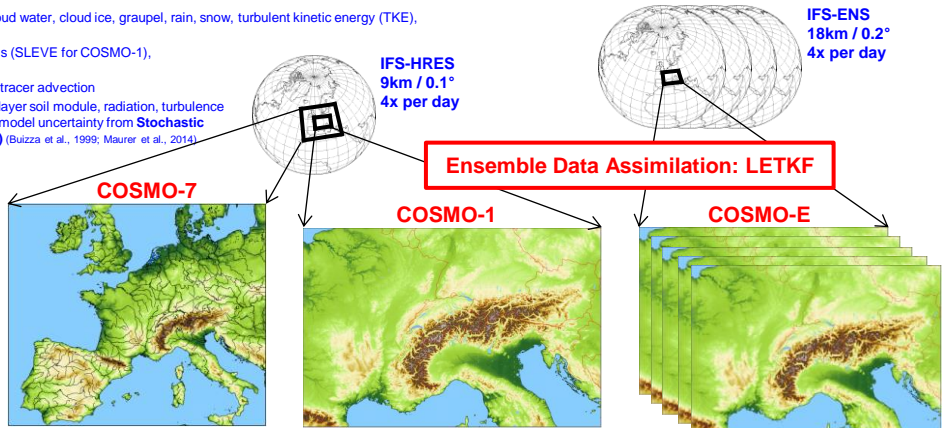 oud water, cloud ice, graupel, rain, snow, turbulent kinetic energy (TKE),
s (SLEVE for COSMO-1),
tracer advection
layer soil module, radiation, turbulence
model uncertainty from Stochastic
) (Buizza et al., 1999; Maurer et al., 2014)
IFS-HRES
9km / 0.1°
4x per day
IFS-ENS
18km / 0.2°
4x per day
Ensemble Data Assimilation: LETKF
COSMO-7
COSMO-1
COSMO-E